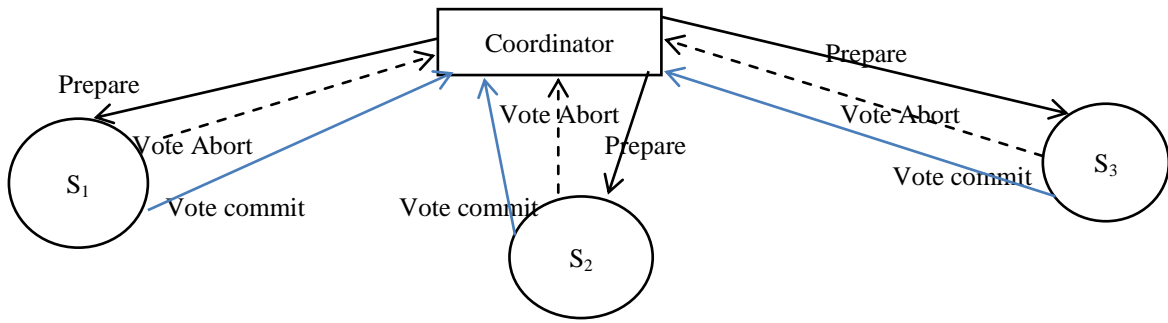 Coordinator
Prepare
Prepare
Vote Abort
Vote Abort
Vote Abort
Prepare
S₁
Vote commit
Vote commit
Vote commit
S₃
S₂